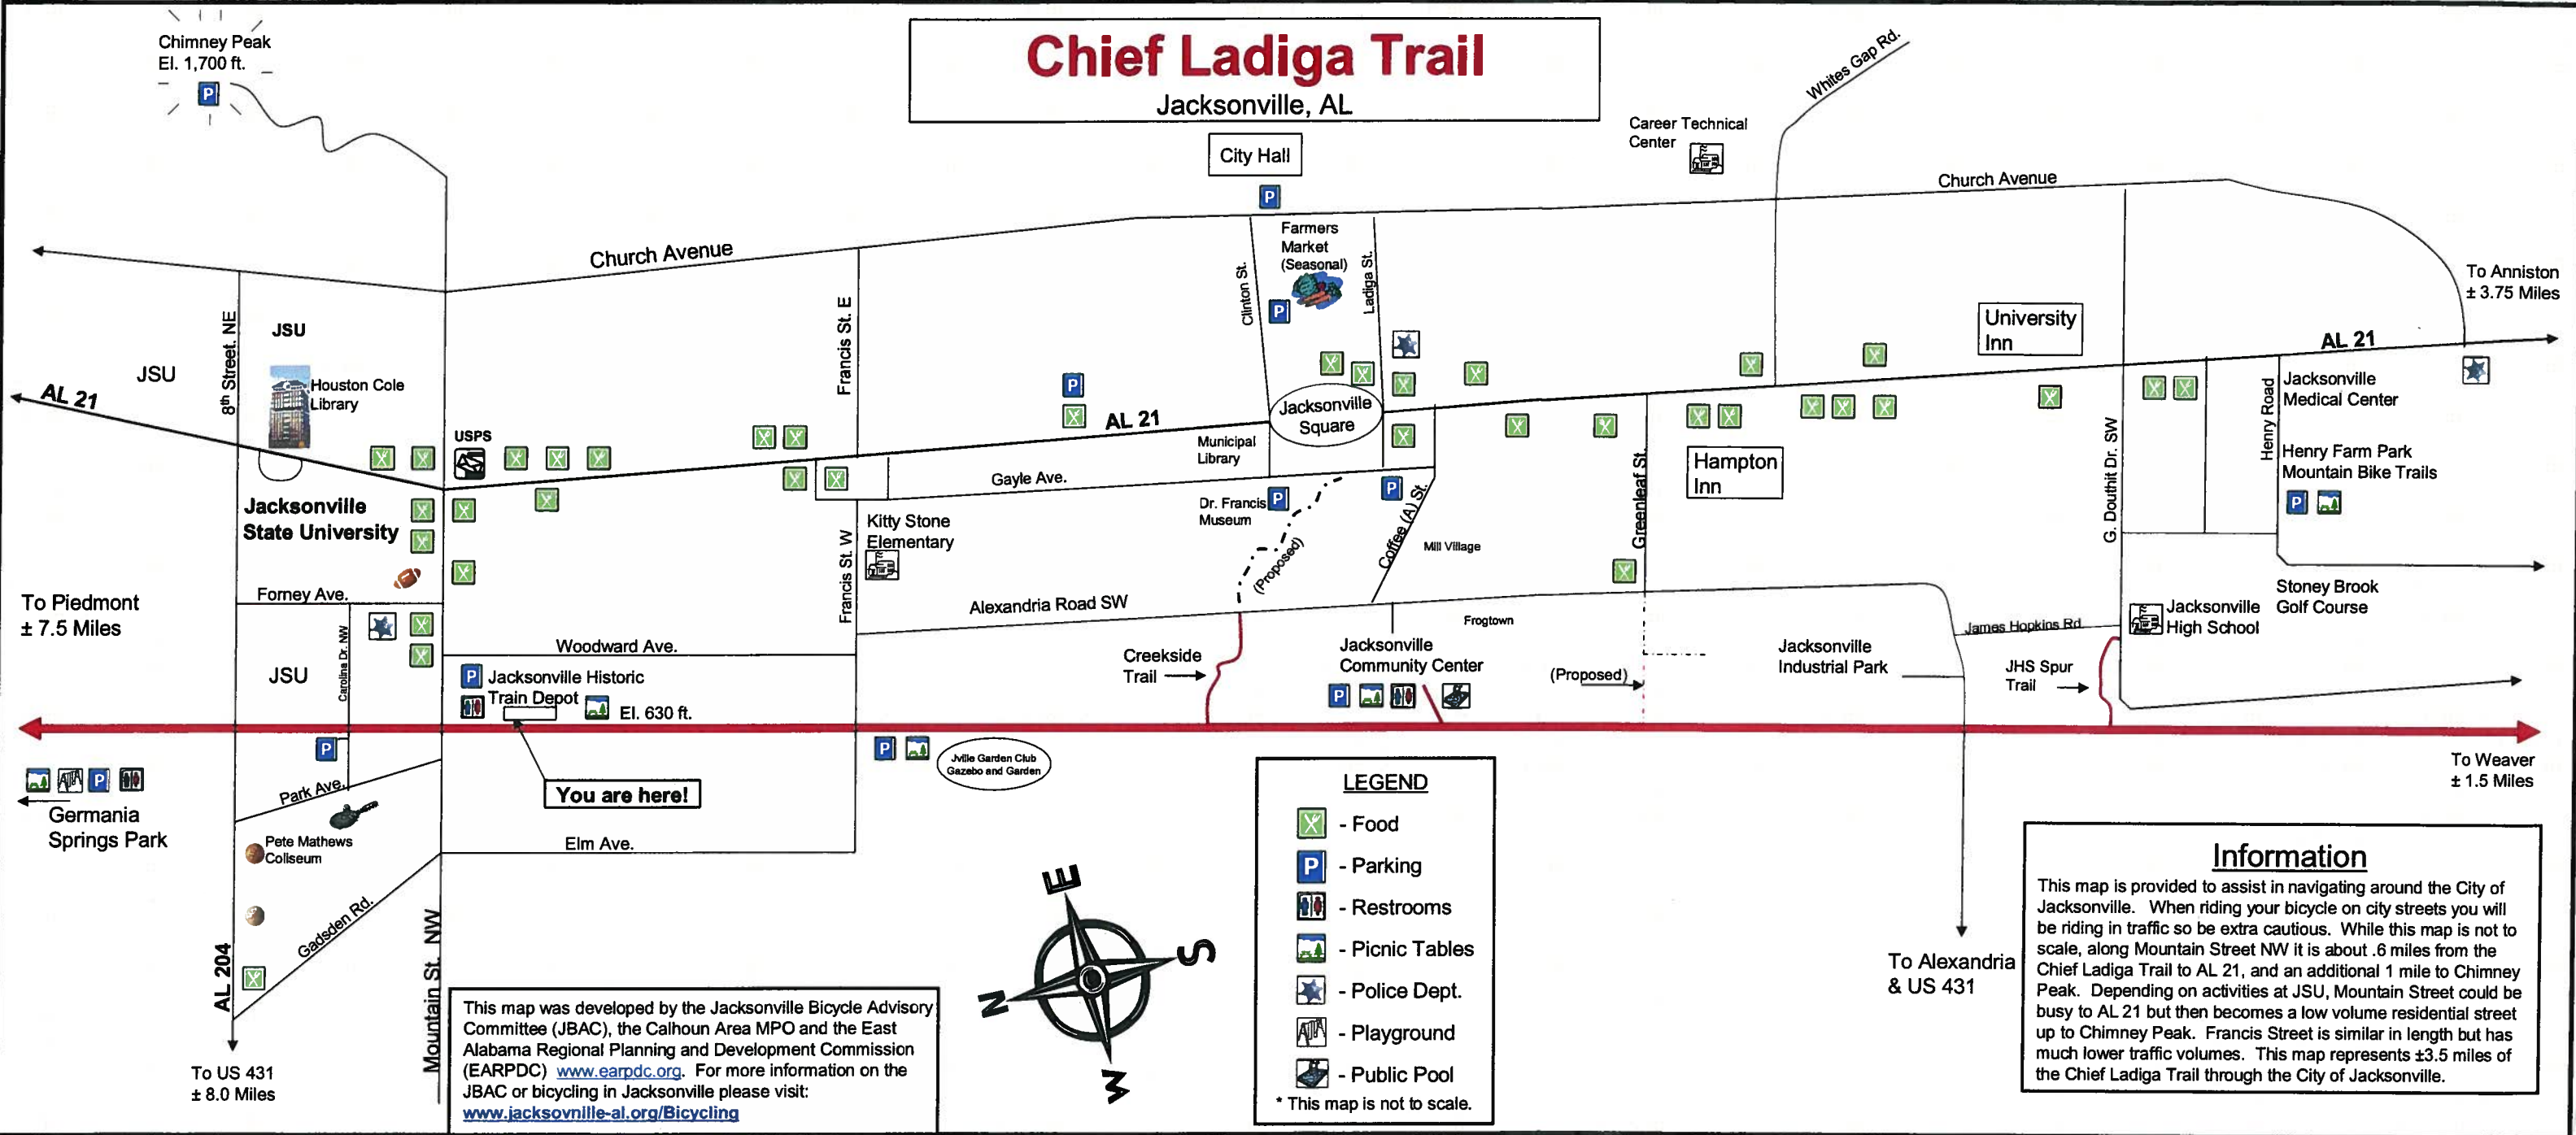 Chief Ladiga Trail
Jacksonville, AL
Chimney Peak
El. 1,700 ft.
P
City Hall
P
Career Technical
Center
Whites Gap Rd.
Church Avenue
Church Avenue
Farmers
Market
(Seasonal)
P
Clinton St.
Ladiga St.
To Anniston
± 3.75 Miles
University
Inn
AL 21
8th Street. NE
JSU
JSU
Houston Cole
Library
AL 21
USPS
Francis St. E
P
AL 21
Jacksonville
Square
Municipal
Library
Gayle Ave.
Dr. Francis
Museum
P
P
(Proposed)
Coffee (A) St.
Mill Village
Greenleaf St.
Hampton
Inn
G. Douthit Dr. SW
Henry Road
Jacksonville
Medical Center
Henry Farm Park
Mountain Bike Trails
P
Stoney Brook
Golf Course
Jacksonville
High School
Jacksonville
State University
Kitty Stone
Elementary
Francis St. W
Forney Ave.
To Piedmont
± 7.5 Miles
Carolina Dr. NW
JSU
Woodward Ave.
P
Jacksonville Historic
Train Depot
El. 630 ft.
Alexandria Road SW
Frogtown
Creekside
Trail
Jacksonville
Community Center
P
(Proposed)
Jacksonville
Industrial Park
James Hopkins Rd.
JHS Spur
Trail
P
P
Jville Garden Club
Gazebo and Garden
You are here!
P
Germania
Springs Park
Park Ave.
Pete Mathews
Coliseum
Elm Ave.
Gadsden Rd.
AL 204
Mountain St. NW
To US 431
± 8.0 Miles
To Weaver
± 1.5 Miles
To Alexandria
& US 431
E
S
N
W
LEGEND
- Food
P - Parking
- Restrooms
- Picnic Tables
- Police Dept.
- Playground
- Public Pool
* This map is not to scale.
This map was developed by the Jacksonville Bicycle Advisory
Committee (JBAC), the Calhoun Area MPO and the East
Alabama Regional Planning and Development Commission
(EARPDC) www.earpdc.org. For more information on the
JBAC or bicycling in Jacksonville please visit:
www.jacksovnille-al.org/Bicycling
Information
This map is provided to assist in navigating around the City of
Jacksonville. When riding your bicycle on city streets you will
be riding in traffic so be extra cautious. While this map is not to
scale, along Mountain Street NW it is about .6 miles from the
Chief Ladiga Trail to AL 21, and an additional 1 mile to Chimney
Peak. Depending on activities at JSU, Mountain Street could be
busy to AL 21 but then becomes a low volume residential street
up to Chimney Peak. Francis Street is similar in length but has
much lower traffic volumes. This map represents ±3.5 miles of
the Chief Ladiga Trail through the City of Jacksonville.